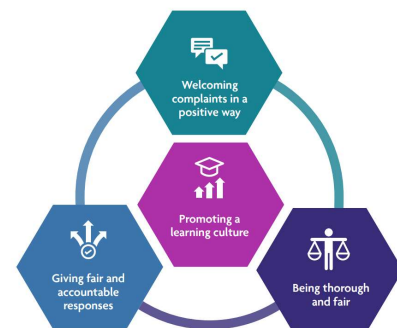 Welcoming
complaints in a
positive way
Promoting a
learning culture
Giving fair and
accountable
responses
Being thorough
and fair